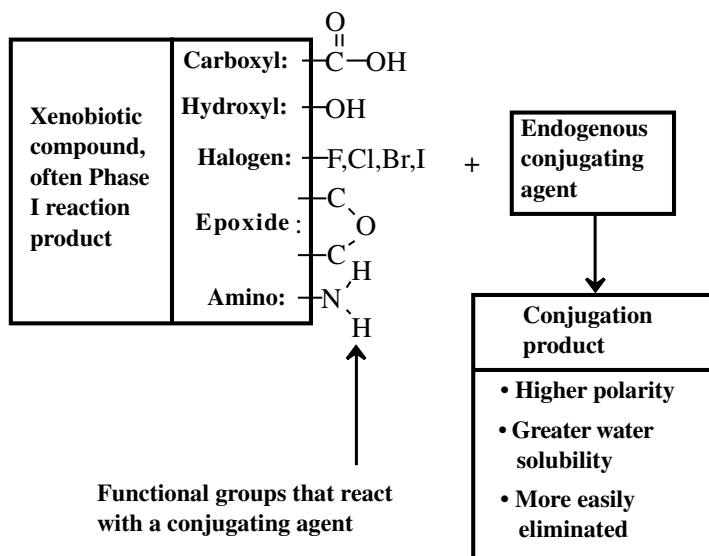 O
Carboxyl: C OH
Hydroxyl: OH
Xenobiotic
compound,
often Phase
I reaction
product
Halogen: F,Cl,Br,I
C
Epoxide : O
C
H
Amino: N
H
+
Endogenous
conjugating
agent
Conjugation
product
• Higher polarity
• Greater water
solubility
• More easily
eliminated
Functional groups that react
with a conjugating agent